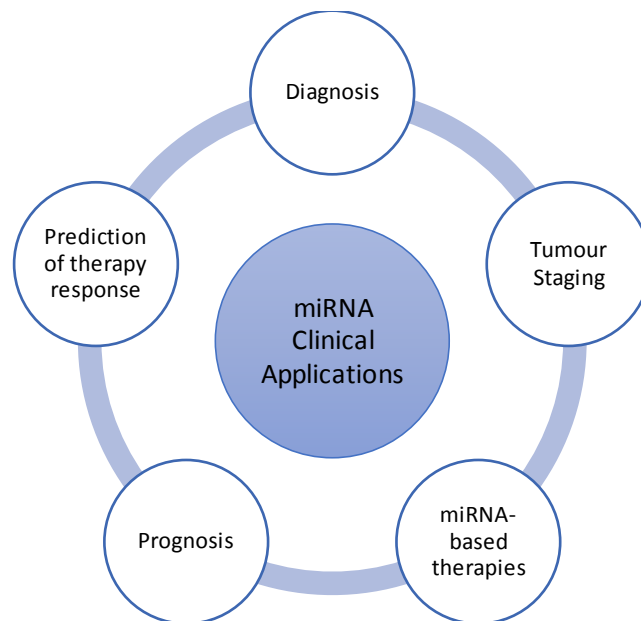 Diagnosis
Tumour
Staging
miRNA-
based
therapies
Prognosis
Prediction
of therapy
response
miRNA
Clinical
Applications